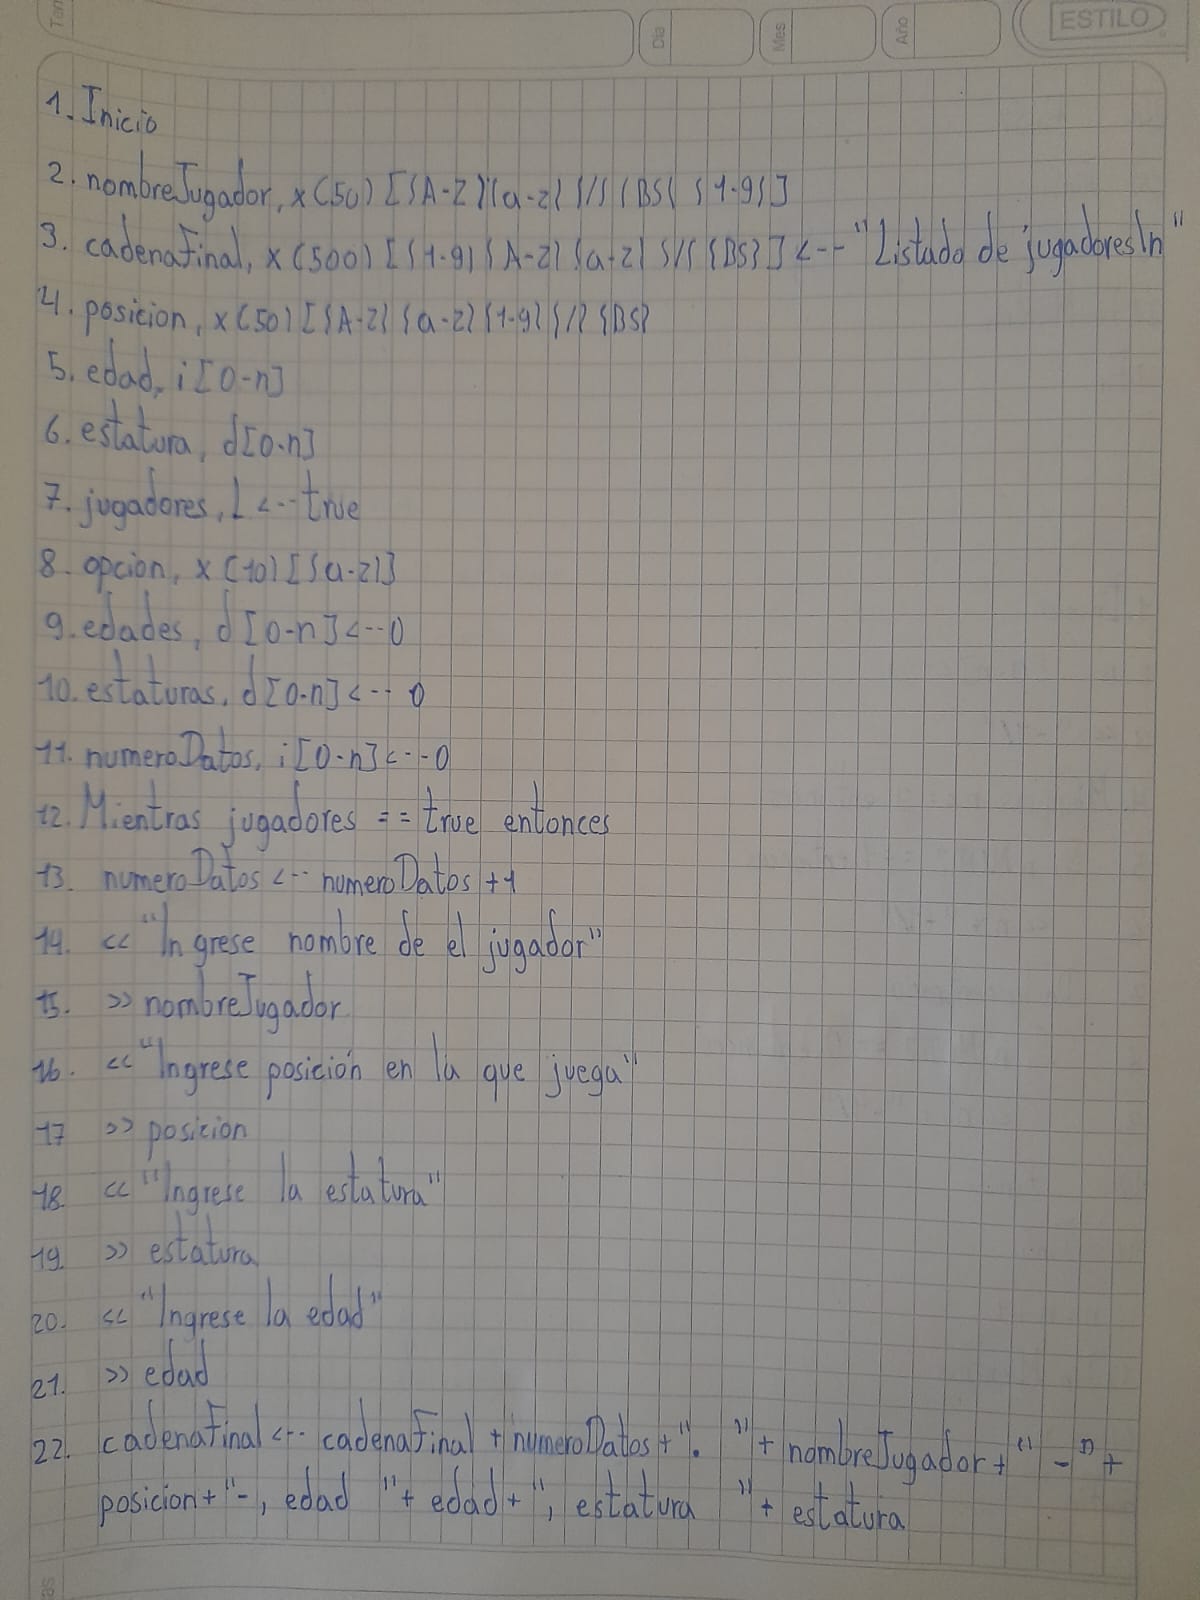 Día Mes Año ESTILO
1. Inicio
2. nombreJugador, x(50) [{A-Z}{a-z}{/}{BS}{1-9}]
3. cadenaFinal, x(500) [{1-9}{A-Z}{a-z}{/}{BS}] <-- "Listado de jugadores\n"
4. posicion, x(50) [{A-Z}{a-z}{1-9}{/}{BS}
5. edad, i[0-n]
6. estatura, d[0-n]
7. jugadores, L <-- true
8. opcion, x(10)[{a-z}]
9. edades, d[0-n] <-- 0
10. estaturas, d[0-n] <-- 0
11. numeroDatos, i[0-n] <-- 0
12. Mientras jugadores == true entonces
13. numeroDatos <-- numeroDatos +1
14. << "Ingrese nombre de el jugador"
15. >> nombreJugador
16. << "Ingrese posición en la que juega"
17 >> posicion
18. << "Ingrese la estatura"
19. >> estatura
20. << "Ingrese la edad"
21. >> edad
22. cadenaFinal <-- cadenaFinal + numeroDatos + ". " + nombreJugador + " - " +
posicion + "-, edad " + edad + ", estatura " + estatura